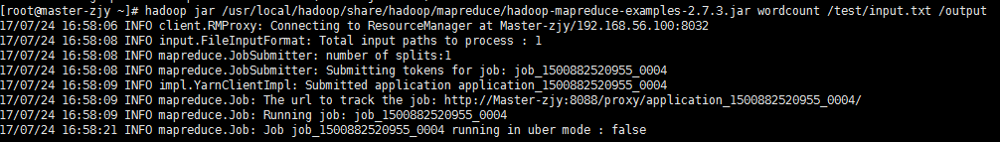 [root@master-zjy ~]# hadoop jar /usr/local/hadoop/share/hadoop/mapreduce/hadoop-mapreduce-examples-2.7.3.jar wordcount /test/input.txt /output
17/07/24 16:58:06 INFO client.RMProxy: Connecting to ResourceManager at Master-zjy/192.168.56.100:8032
17/07/24 16:58:08 INFO input.FileInputFormat: Total input paths to process : 1
17/07/24 16:58:08 INFO mapreduce.JobSubmitter: number of splits:1
17/07/24 16:58:08 INFO mapreduce.JobSubmitter: Submitting tokens for job: job_1500882520955_0004
17/07/24 16:58:09 INFO impl.YarnClientImpl: Submitted application application_1500882520955_0004
17/07/24 16:58:09 INFO mapreduce.Job: The url to track the job: http://Master-zjy:8088/proxy/application_1500882520955_0004/
17/07/24 16:58:09 INFO mapreduce.Job: Running job: job_1500882520955_0004
17/07/24 16:58:21 INFO mapreduce.Job: Job job_1500882520955_0004 running in uber mode : false